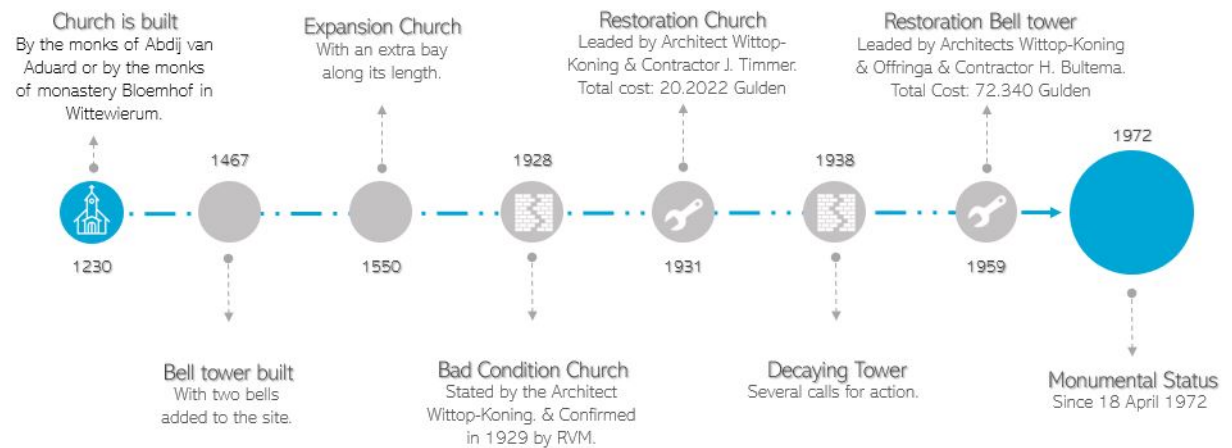 Church is built
By the monks of Abdij van
Aduard or by the monks
of monastery Bloemhof in
Wittewierum.
1230
1467
Bell tower built
With two bells
added to the site.
Expansion Church
With an extra bay
along its length.
1550
1928
Bad Condition Church
Stated by the Architect
Wittop-Koning. & Confirmed
in 1929 by RVM.
Restoration Church
Leaded by Architect Wittop-
Koning & Contractor J. Timmer.
Total cost: 20.2022 Gulden
1931
1938
Decaying Tower
Several calls for action.
Restoration Bell tower
Leaded by Architects Wittop-Koning
& Offringa & Contractor H. Bultema.
Total Cost: 72.340 Gulden
1959
1972
Monumental Status
Since 18 April 1972